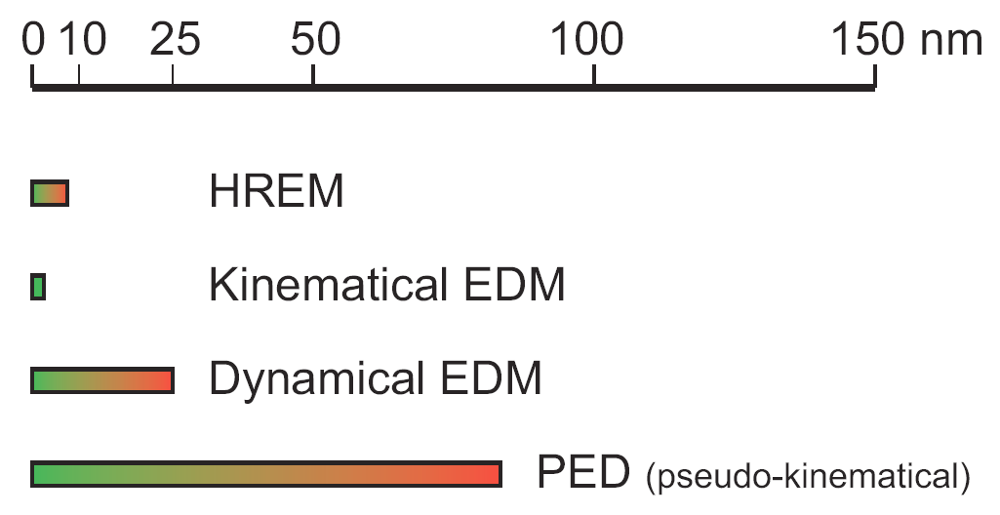 0 10 25 50 100 150 nm
HREM
Kinematical EDM
Dynamical EDM
PED (pseudo-kinematical)